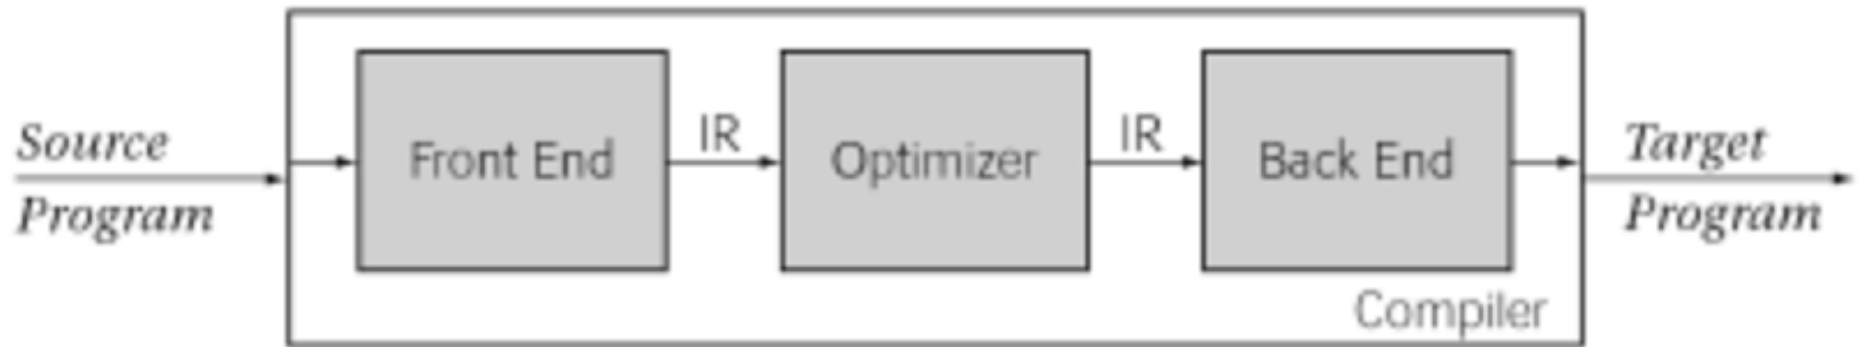 Source
Program
Front End
IR
Optimizer
IR
Back End
Compiler
Target
Program